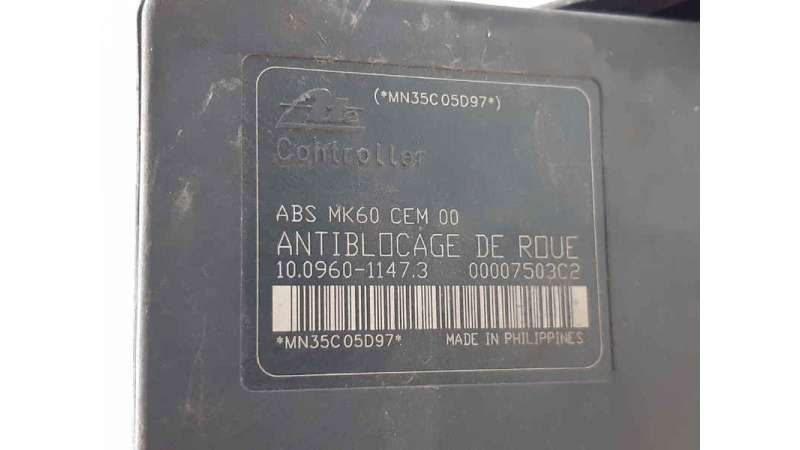 (*MN35C05D97*)
Ate
Controller
ABS MK60 CEM 00
ANTIBLOCAGE DE ROUE
10.0960-1147.3 00007503C2
*MN35C05D97* MADE IN PHILIPPINES